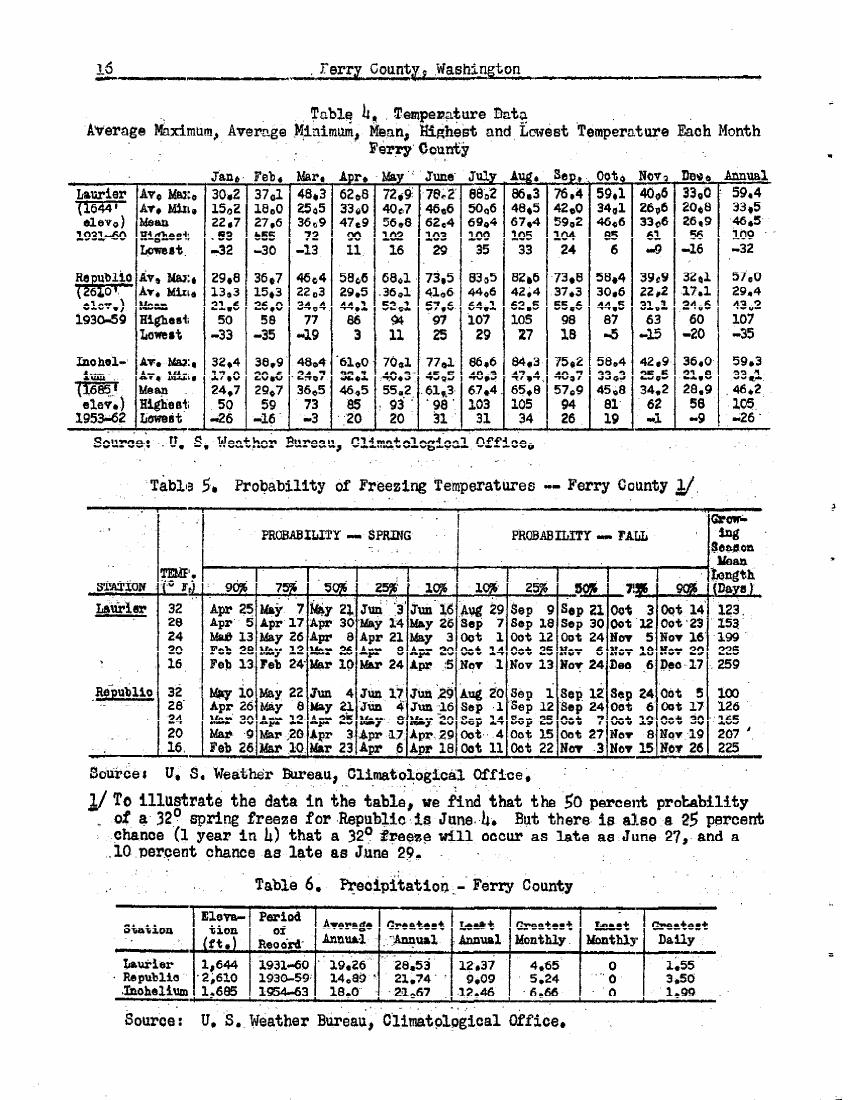 16 Ferry County, Washington
Table 4. Temperature Data
Average Maximum, Average Minimum, Mean, Highest and Lowest Temperature Each Month
Ferry County
Jan. Feb. Mar. Apr. May June July Aug. Sep. Oct. Nov. Dec. Annual
Laurier Av. Max. 30.2 37.1 48.3 62.8 72.9 78.2 88.2 86.3 76.4 59.1 40.6 33.0 59.4
(1644' Av. Min. 15.2 18.0 25.5 33.0 40.7 46.6 50.6 48.5 42.0 34.1 26.6 20.8 33.5
elev.) Mean 22.7 27.6 36.9 47.9 56.8 62.4 69.4 67.4 59.2 46.6 33.6 26.9 46.5
1931-60 Highest 55 72 90 102 103 109 105 104 85 61 56 109
Lowest -32 -30 -13 11 16 29 35 33 24 6 -9 -16 -32
Republic Av. Max. 29.8 36.7 46.4 58.6 68.1 73.5 83.5 82.6 73.8 58.4 39.9 32.1 57.0
(2610' Av. Min. 13.3 15.3 22.3 29.5 36.1 41.6 44.6 42.4 37.3 30.6 22.2 17.1 29.4
elev.) Mean 21.6 26.0 34.4 44.1 52.1 57.6 64.1 62.5 55.6 44.5 31.1 24.6 43.2
1930-59 Highest 50 58 77 86 94 97 107 105 98 87 63 60 107
Lowest -33 -35 -19 3 11 25 29 27 18 -5 -15 -20 -35
Inchel- Av. Max. 32.4 38.9 48.4 61.0 70.1 77.1 86.6 84.3 75.2 58.4 42.9 36.0 59.3
ium Av. Min. 17.0 20.6 24.7 32.1 40.3 45.5 48.3 47.4 40.7 33.3 25.5 21.8 33.1
(1685' Mean 24.7 29.7 36.5 46.5 55.2 61.3 67.4 65.8 57.9 45.8 34.2 28.9 46.2
elev.) Highest 50 59 73 85 93 98 103 105 94 81 62 58 105
1953-62 Lowest -26 -16 -3 20 20 31 31 34 26 19 -1 -9 -26
Source: U. S. Weather Bureau, Climatological Office.
Table 5. Probability of Freezing Temperatures -- Ferry County 1/
PROBABILITY -- SPRING PROBABILITY -- FALL Grow-
ing
Season
Mean
TEMP. Length
STATION (° F.) 90% 75% 50% 25% 10% 10% 25% 50% 75% 90% (Days)
Laurier 32 Apr 25 May 7 May 21 Jun 3 Jun 16 Aug 29 Sep 9 Sep 21 Oct 3 Oct 14 123
28 Apr 5 Apr 17 Apr 30 May 14 May 26 Sep 7 Sep 18 Sep 30 Oct 12 Oct 23 153
24 Mar 13 May 26 Apr 8 Apr 21 May 3 Oct 1 Oct 12 Oct 24 Nov 5 Nov 16 199
20 Feb 28 May 12 Mar 26 Apr 8 Apr 20 Oct 14 Oct 25 Nov 6 Nov 18 Nov 29 225
16 Feb 13 Feb 24 Mar 10 Mar 24 Apr 5 Nov 1 Nov 13 Nov 24 Dec 6 Dec 17 259
Republic 32 May 10 May 22 Jun 4 Jun 17 Jun 29 Aug 20 Sep 1 Sep 12 Sep 24 Oct 5 100
28 Apr 26 May 8 May 21 Jun 4 Jun 16 Sep 1 Sep 12 Sep 24 Oct 6 Oct 17 126
24 Mar 30 Apr 12 Apr 25 May 8 May 20 Sep 14 Sep 25 Oct 7 Oct 19 Oct 30 165
20 Mar 9 Mar 20 Apr 3 Apr 17 Apr 29 Oct 4 Oct 15 Oct 27 Nov 8 Nov 19 207
16 Feb 26 Mar 10 Mar 23 Apr 6 Apr 18 Oct 11 Oct 22 Nov 3 Nov 15 Nov 26 225
Source: U. S. Weather Bureau, Climatological Office.
1/ To illustrate the data in the table, we find that the 50 percent probability
of a 32° spring freeze for Republic is June 4. But there is also a 25 percent
chance (1 year in 4) that a 32° freeze will occur as late as June 27, and a
10 percent chance as late as June 29.
Table 6. Precipitation - Ferry County
Station Eleva- Period Average Greatest Least Greatest Least Greatest
tion of Annual Annual Annual Monthly Monthly Daily
(ft.) Record
Laurier 1,644 1931-60 19.26 28.53 12.37 4.65 0 1.55
Republic 2,610 1930-59 14.89 21.74 9.09 5.24 0 3.50
Inchelium 1,685 1954-63 18.0 21.67 12.46 6.66 0 1.99
Source: U. S. Weather Bureau, Climatological Office.